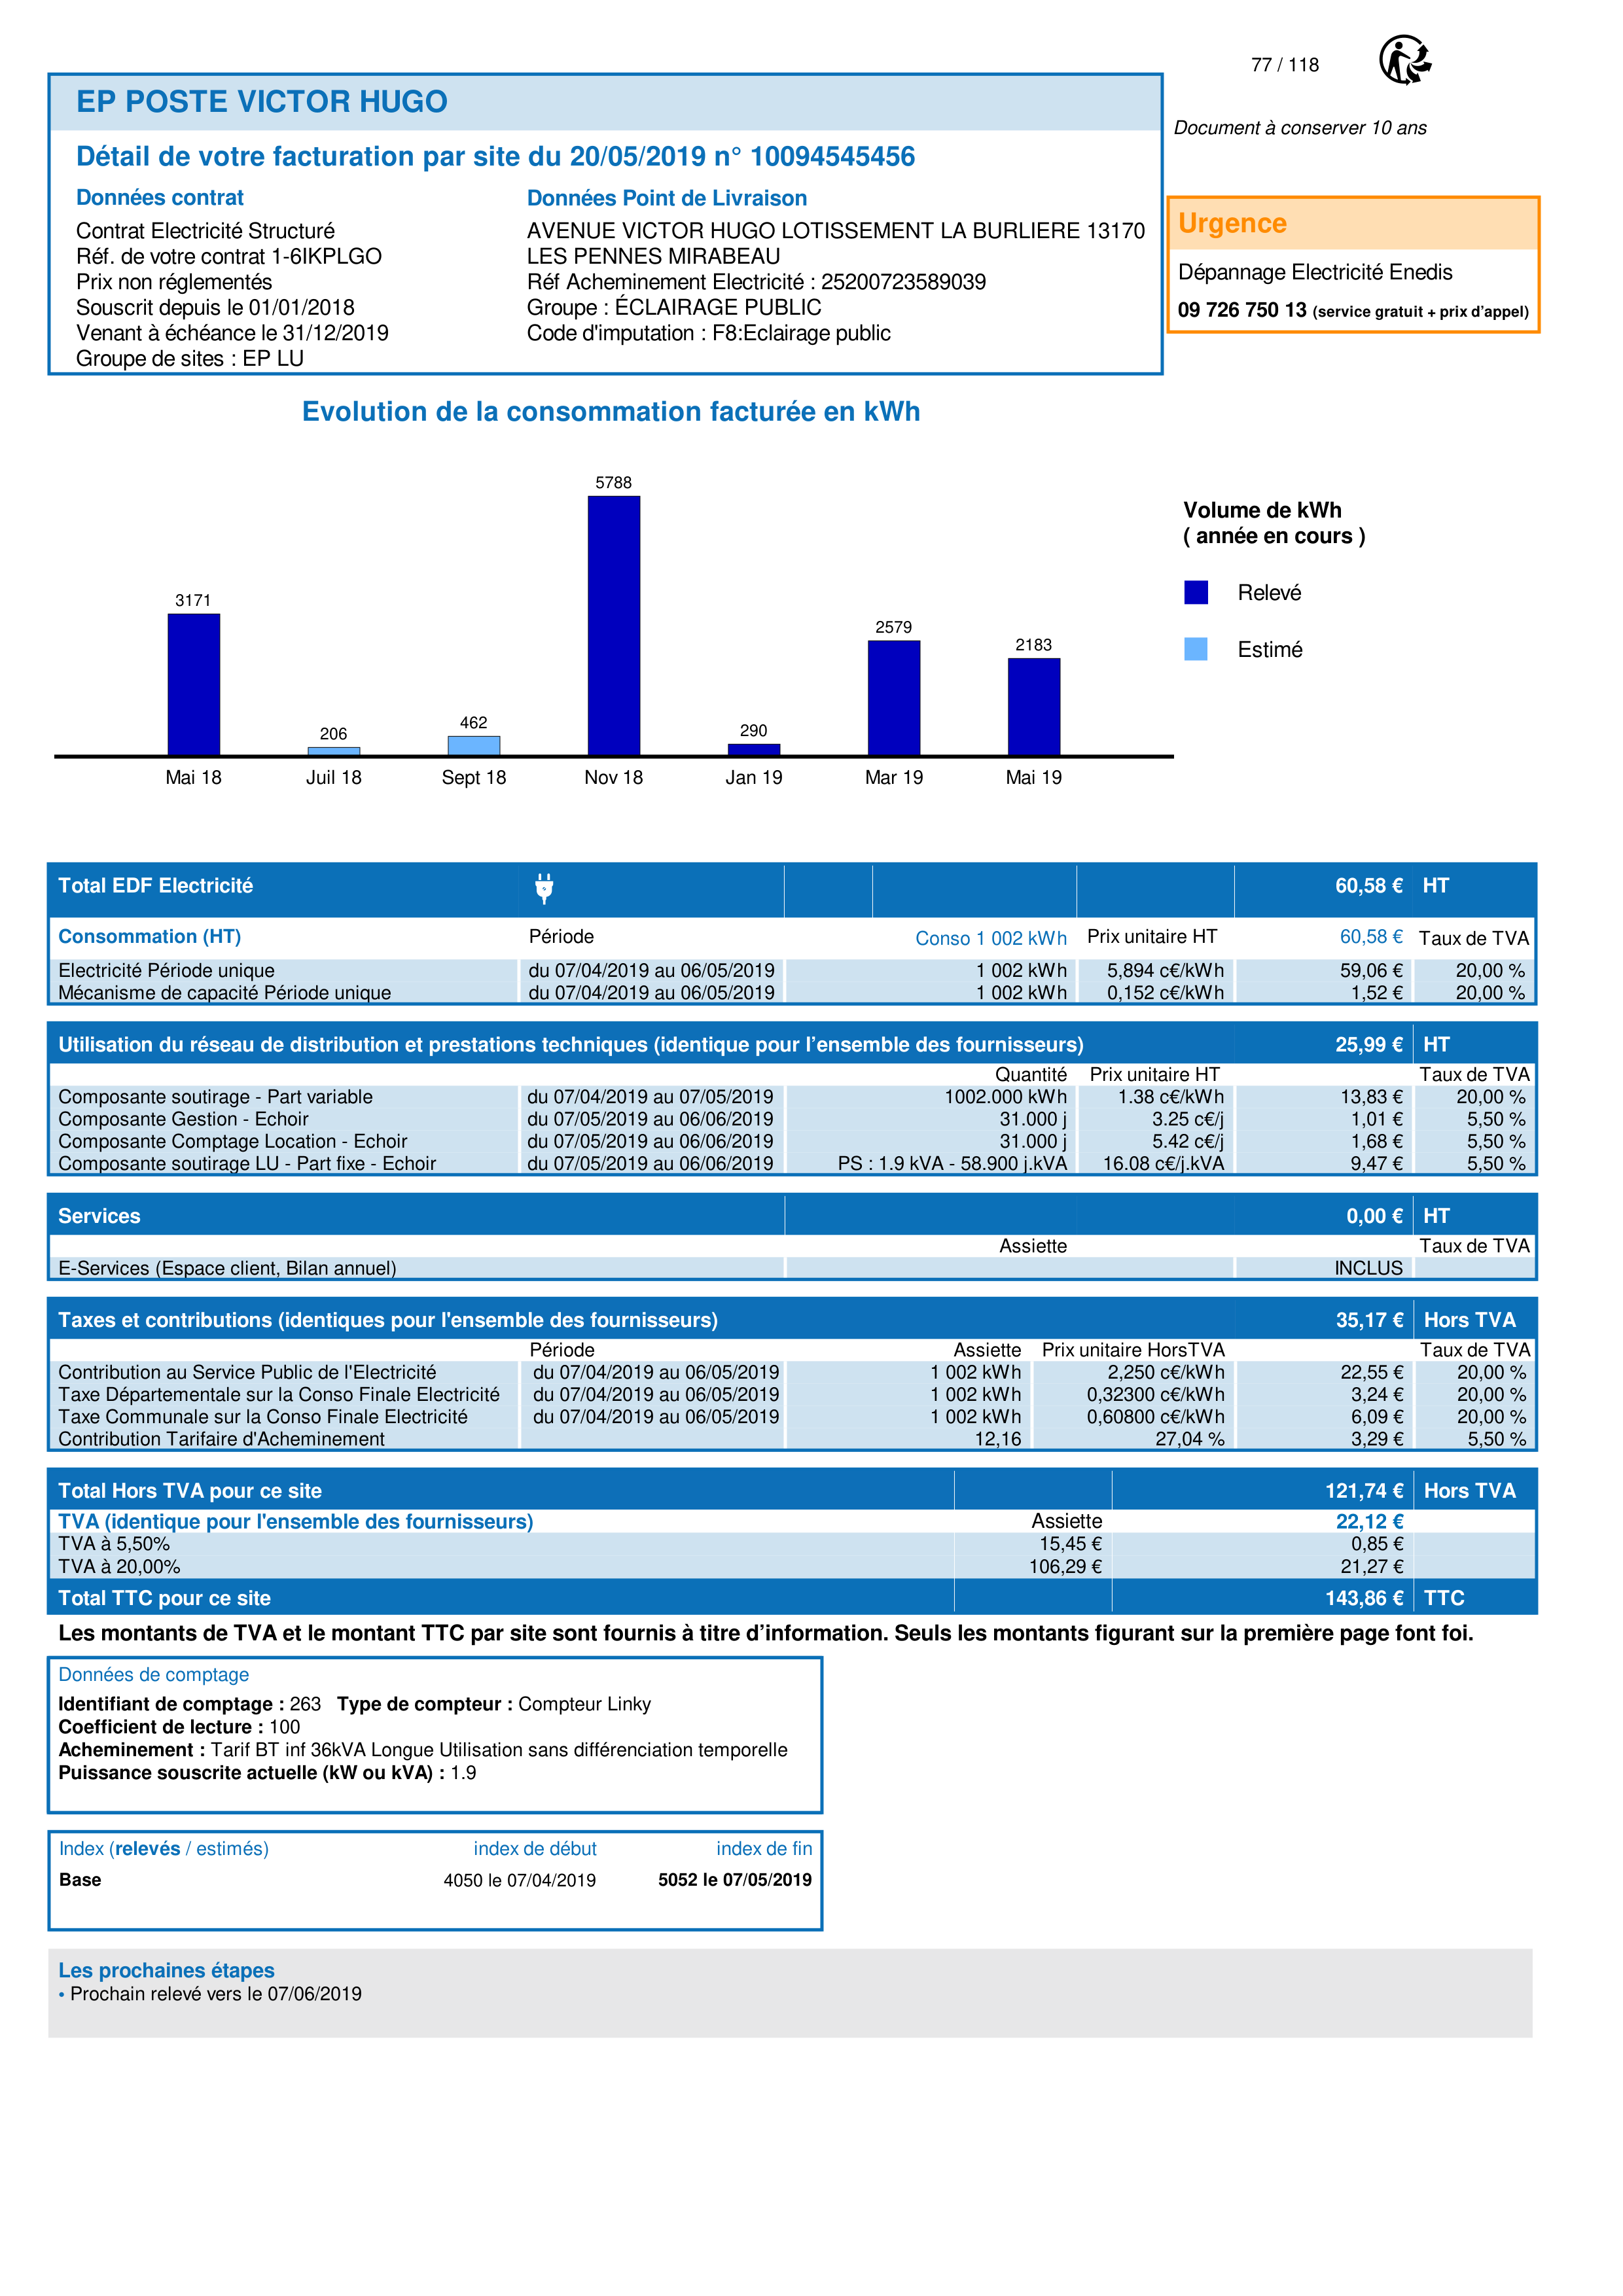 77 / 118
EP POSTE VICTOR HUGO
Document à conserver 10 ans
Détail de votre facturation par site du 20/05/2019 n° 10094545456
Données contrat
Contrat Electricité Structuré
Réf. de votre contrat 1-6IKPLGO
Prix non réglementés
Souscrit depuis le 01/01/2018
Venant à échéance le 31/12/2019
Groupe de sites : EP LU
Données Point de Livraison
AVENUE VICTOR HUGO LOTISSEMENT LA BURLIERE 13170
LES PENNES MIRABEAU
Réf Acheminement Electricité : 25200723589039
Groupe : ÉCLAIRAGE PUBLIC
Code d'imputation : F8:Eclairage public
Urgence
Dépannage Electricité Enedis
09 726 750 13 (service gratuit + prix d’appel)
Evolution de la consommation facturée en kWh
3171 206 462 5788 290 2579 2183
Mai 18 Juil 18 Sept 18 Nov 18 Jan 19 Mar 19 Mai 19
Volume de kWh
( année en cours )
Relevé
Estimé
Total EDF Electricité 60,58 € HT
Consommation (HT) Période Conso 1 002 kWh Prix unitaire HT 60,58 € Taux de TVA
Electricité Période unique du 07/04/2019 au 06/05/2019 1 002 kWh 5,894 c€/kWh 59,06 € 20,00 %
Mécanisme de capacité Période unique du 07/04/2019 au 06/05/2019 1 002 kWh 0,152 c€/kWh 1,52 € 20,00 %
Utilisation du réseau de distribution et prestations techniques (identique pour l’ensemble des fournisseurs) 25,99 € HT
Quantité Prix unitaire HT Taux de TVA
Composante soutirage - Part variable du 07/04/2019 au 07/05/2019 1002.000 kWh 1.38 c€/kWh 13,83 € 20,00 %
Composante Gestion - Echoir du 07/05/2019 au 06/06/2019 31.000 j 3.25 c€/j 1,01 € 5,50 %
Composante Comptage Location - Echoir du 07/05/2019 au 06/06/2019 31.000 j 5.42 c€/j 1,68 € 5,50 %
Composante soutirage LU - Part fixe - Echoir du 07/05/2019 au 06/06/2019 PS : 1.9 kVA - 58.900 j.kVA 16.08 c€/j.kVA 9,47 € 5,50 %
Services 0,00 € HT
Assiette Taux de TVA
E-Services (Espace client, Bilan annuel) INCLUS
Taxes et contributions (identiques pour l'ensemble des fournisseurs) 35,17 € Hors TVA
Période Assiette Prix unitaire HorsTVA Taux de TVA
Contribution au Service Public de l'Electricité du 07/04/2019 au 06/05/2019 1 002 kWh 2,250 c€/kWh 22,55 € 20,00 %
Taxe Départementale sur la Conso Finale Electricité du 07/04/2019 au 06/05/2019 1 002 kWh 0,32300 c€/kWh 3,24 € 20,00 %
Taxe Communale sur la Conso Finale Electricité du 07/04/2019 au 06/05/2019 1 002 kWh 0,60800 c€/kWh 6,09 € 20,00 %
Contribution Tarifaire d'Acheminement 12,16 27,04 % 3,29 € 5,50 %
Total Hors TVA pour ce site 121,74 € Hors TVA
TVA (identique pour l'ensemble des fournisseurs) Assiette 22,12 €
TVA à 5,50% 15,45 € 0,85 €
TVA à 20,00% 106,29 € 21,27 €
Total TTC pour ce site 143,86 € TTC
Les montants de TVA et le montant TTC par site sont fournis à titre d’information. Seuls les montants figurant sur la première page font foi.
Données de comptage
Identifiant de comptage : 263 Type de compteur : Compteur Linky
Coefficient de lecture : 100
Acheminement : Tarif BT inf 36kVA Longue Utilisation sans différenciation temporelle
Puissance souscrite actuelle (kW ou kVA) : 1.9
Index (relevés / estimés) index de début index de fin
Base 4050 le 07/04/2019 5052 le 07/05/2019
Les prochaines étapes
• Prochain relevé vers le 07/06/2019